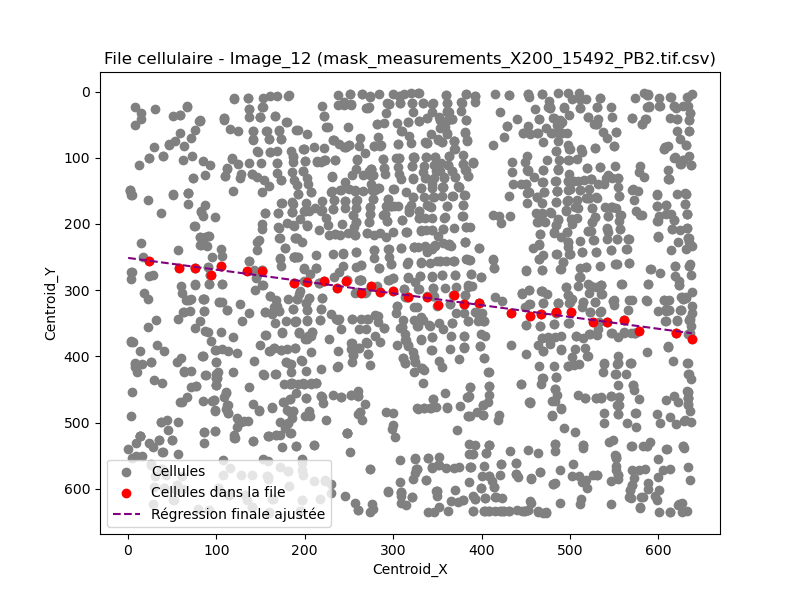 File cellulaire - Image_12 (mask_measurements_X200_15492_PB2.tif.csv)
0
100
200
300
400
500
600
Centroid_Y
Cellules
Cellules dans la file
Régression finale ajustée
0 100 200 300 400 500 600
Centroid_X